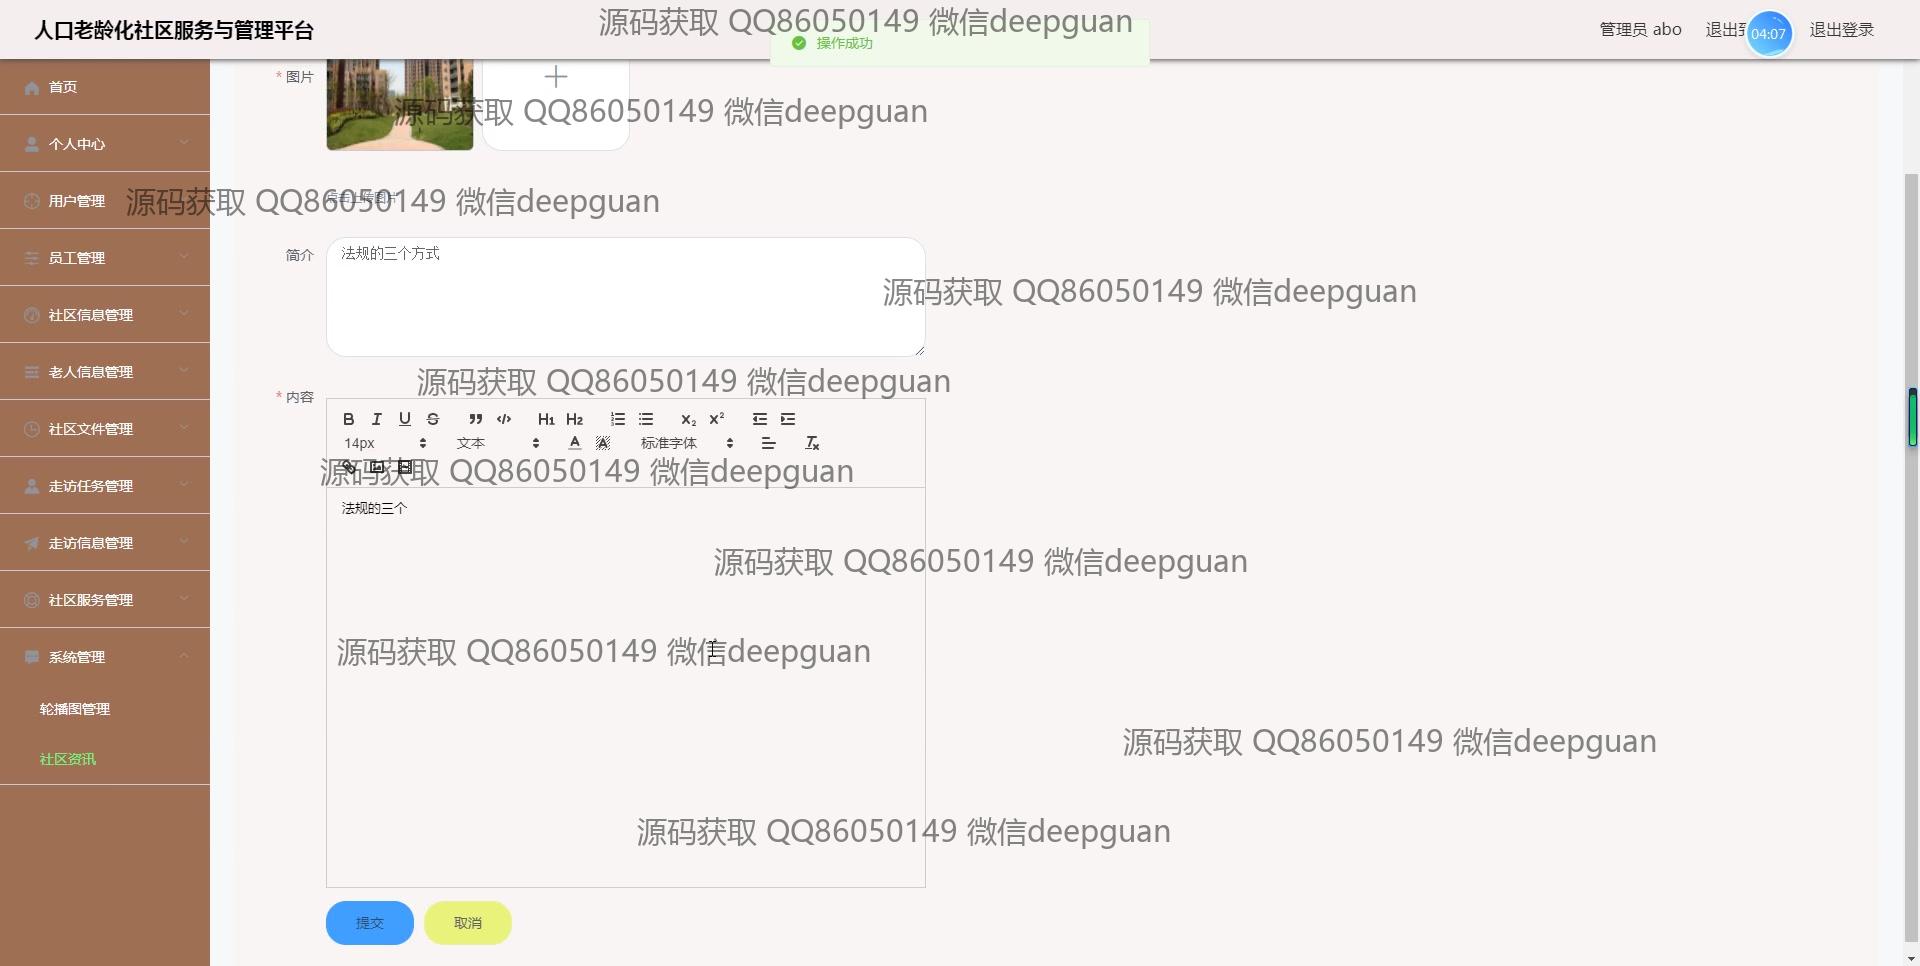 人口老龄化社区服务与管理平台
源码获取 QQ86050149 微信deepguan
操作成功
管理员 abo
04:07
退出登录
首页
* 图片
源码获取 QQ86050149 微信deepguan
个人中心
用户管理
源码获取 QQ86050149 微信deepguan
点击上传图片
员工管理
简介
法规的三个方式
源码获取 QQ86050149 微信deepguan
社区信息管理
老人信息管理
源码获取 QQ86050149 微信deepguan
* 内容
社区文件管理
B I U S H1 H2 X2 X2
14px 文本 A A 标准字体 Tx
源码获取 QQ86050149 微信deepguan
走访任务管理
法规的三个
走访信息管理
源码获取 QQ86050149 微信deepguan
社区服务管理
系统管理
源码获取 QQ86050149 微信deepguan
轮播图管理
源码获取 QQ86050149 微信deepguan
社区资讯
源码获取 QQ86050149 微信deepguan
提交
取消